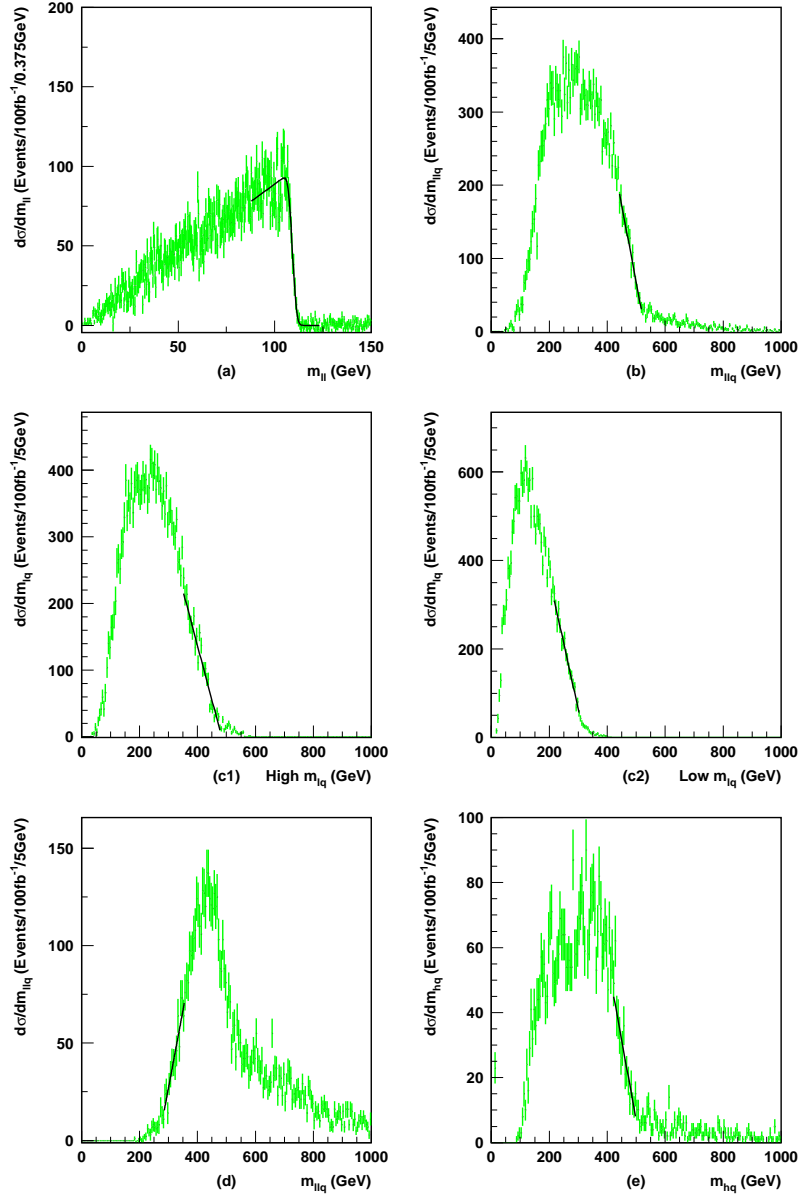 dσ/dm_ll (Events/100fb⁻¹/0.375GeV)
200
150
100
50
0
0 50 100 150
(a) m_ll (GeV)
dσ/dm_llq (Events/100fb⁻¹/5GeV)
400
300
200
100
0
0 200 400 600 800 1000
(b) m_llq (GeV)
dσ/dm_lq (Events/100fb⁻¹/5GeV)
400
300
200
100
0
0 200 400 600 800 1000
(c1) High m_lq (GeV)
dσ/dm_lq (Events/100fb⁻¹/5GeV)
600
400
200
0
0 200 400 600 800 1000
(c2) Low m_lq (GeV)
dσ/dm_llq (Events/100fb⁻¹/5GeV)
150
100
50
0
0 200 400 600 800 1000
(d) m_llq (GeV)
dσ/dm_hq (Events/100fb⁻¹/5GeV)
100
80
60
40
20
0
0 200 400 600 800 1000
(e) m_hq (GeV)